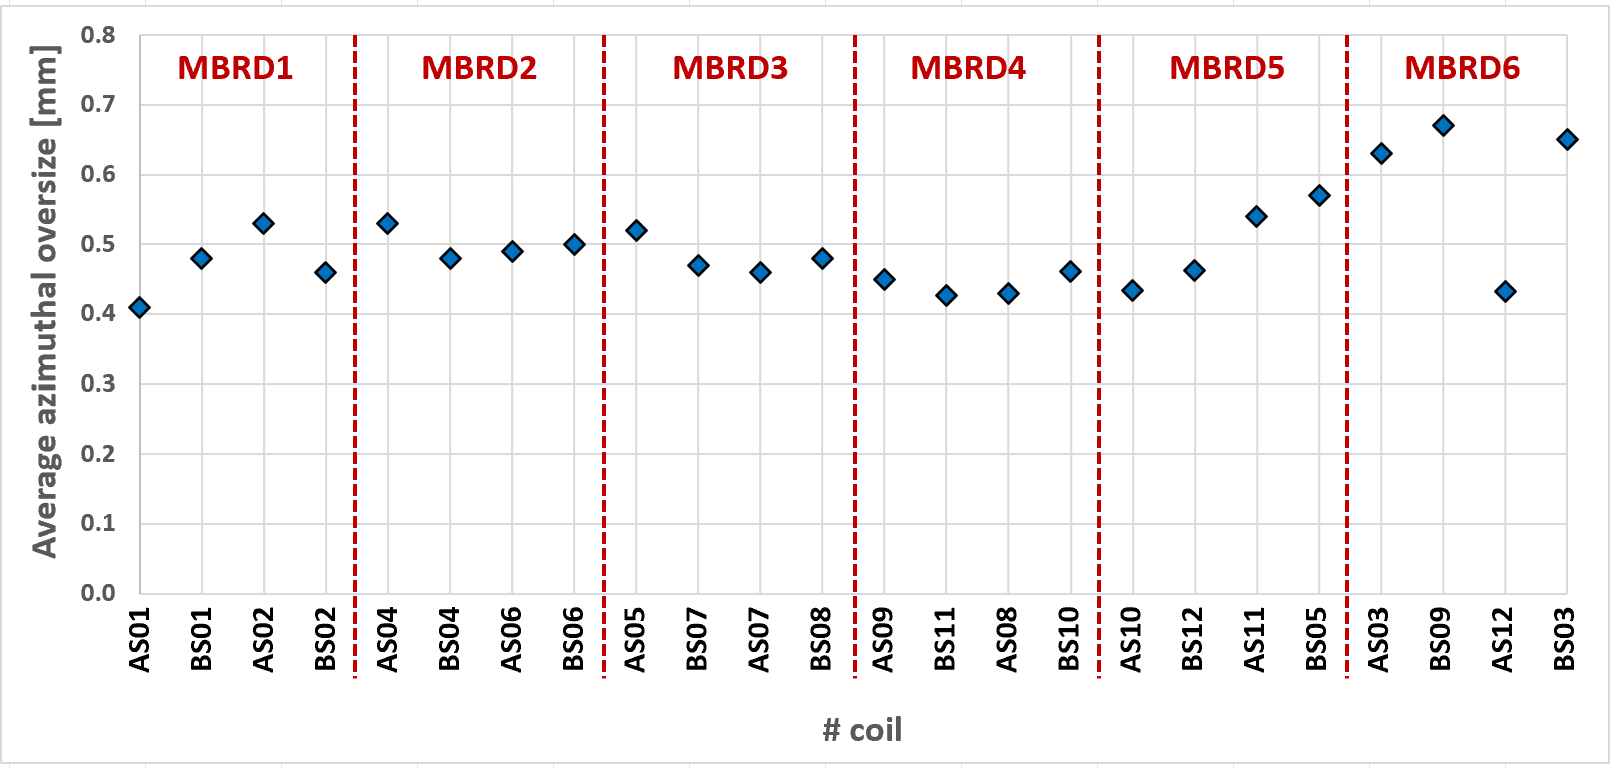 MBRD1 MBRD2 MBRD3 MBRD4 MBRD5 MBRD6
Average azimuthal oversize [mm]
0.8
0.7
0.6
0.5
0.4
0.3
0.2
0.1
0.0
AS01 BS01 AS02 BS02 AS04 BS04 AS06 BS06 AS05 BS07 AS07 BS08 AS09 BS11 AS08 BS10 AS10 BS12 AS11 BS05 AS03 BS09 AS12 BS03
# coil